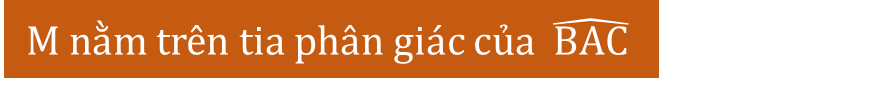 M nằm trên tia phân giác của $\widehat{BAC}$